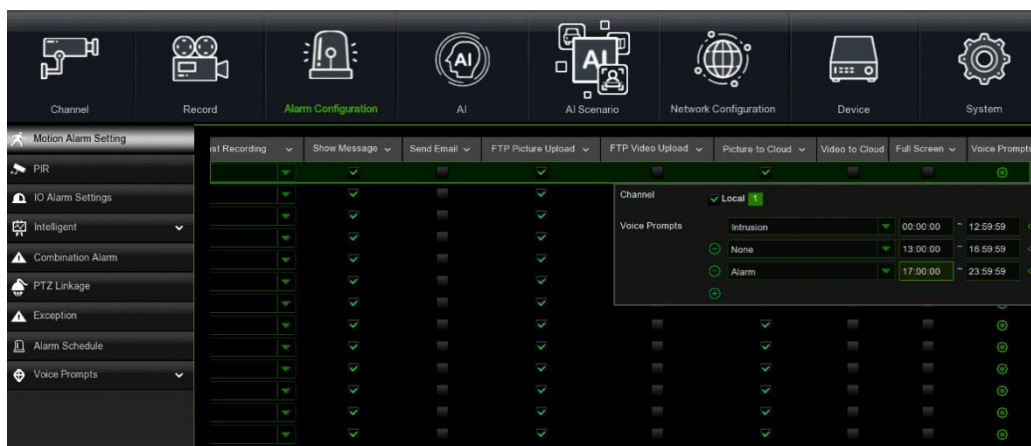 Channel
Record
Alarm Configuration
AI
AI Scenario
Network Configuration
Device
System
Motion Alarm Setting
PIR
IO Alarm Settings
Intelligent
Combination Alarm
PTZ Linkage
Exception
Alarm Schedule
Voice Prompts
ost Recording Show Message Send Email FTP Picture Upload FTP Video Upload Picture to Cloud Video to Cloud Full Screen Voice Prompts
Channel Local 1
Voice Prompts Intrusion 00:00:00 ~ 12:59:59
None 13:00:00 ~ 16:59:59
Alarm 17:00:00 ~ 23:59:59